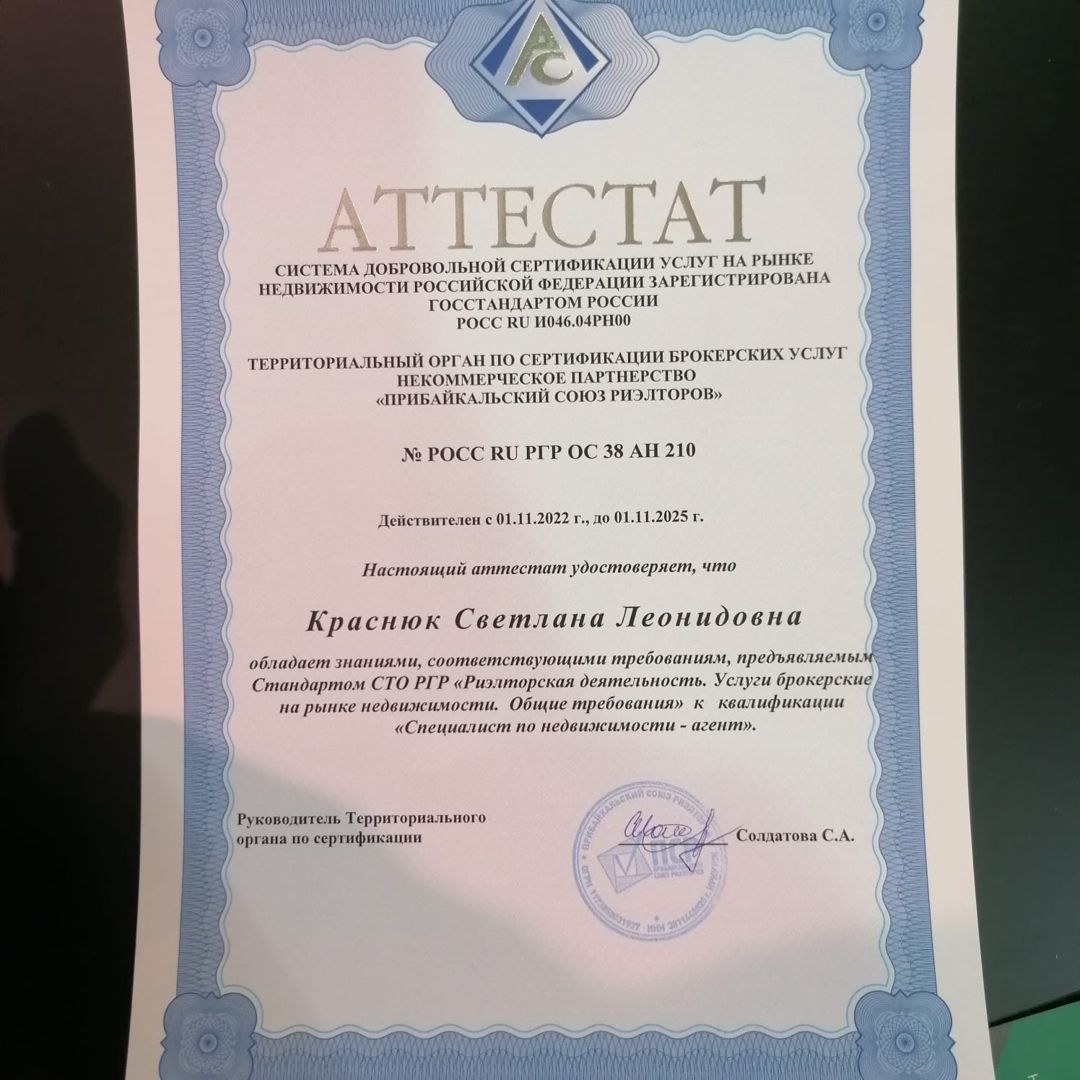 РС
АТТЕСТАТ
СИСТЕМА ДОБРОВОЛЬНОЙ СЕРТИФИКАЦИИ УСЛУГ НА РЫНКЕ
НЕДВИЖИМОСТИ РОССИЙСКОЙ ФЕДЕРАЦИИ ЗАРЕГИСТРИРОВАНА
ГОССТАНДАРТОМ РОССИИ
РОСС RU И046.04РН00
ТЕРРИТОРИАЛЬНЫЙ ОРГАН ПО СЕРТИФИКАЦИИ БРОКЕРСКИХ УСЛУГ
НЕКОММЕРЧЕСКОЕ ПАРТНЕРСТВО
«ПРИБАЙКАЛЬСКИЙ СОЮЗ РИЭЛТОРОВ»
№ РОСС RU РГР ОС 38 АН 210
Действителен с 01.11.2022 г., до 01.11.2025 г.
Настоящий аттестат удостоверяет, что
Краснюк Светлана Леонидовна
обладает знаниями, соответствующими требованиям, предъявляемым
Стандартом СТО РГР «Риэлторская деятельность. Услуги брокерские
на рынке недвижимости. Общие требования» к квалификации
«Специалист по недвижимости - агент».
Руководитель Территориального
органа по сертификации
Солдатова С.А.
ПРИБАЙКАЛЬСКИЙ СОЮЗ
ПСР